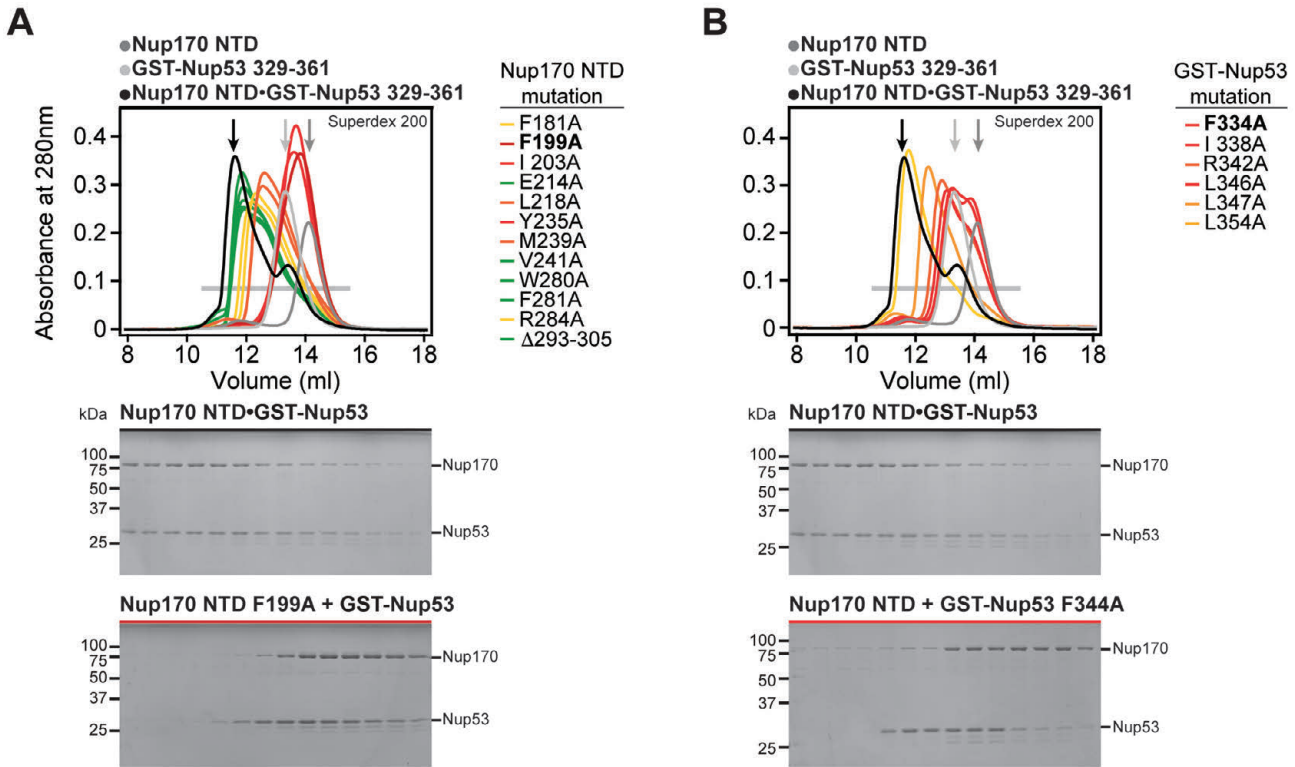 A
Nup170 NTD
GST-Nup53 329-361
Nup170 NTD•GST-Nup53 329-361
Superdex 200
Absorbance at 280nm
0.4
0.3
0.2
0.1
0
8 10 12 14 16 18
Volume (ml)
Nup170 NTD
mutation
F181A
F199A
I 203A
E214A
L218A
Y235A
M239A
V241A
W280A
F281A
R284A
Δ293-305
kDa
Nup170 NTD•GST-Nup53
100
75
50
37
25
Nup170
Nup53
Nup170 NTD F199A + GST-Nup53
100
75
50
37
25
Nup170
Nup53
B
Nup170 NTD
GST-Nup53 329-361
Nup170 NTD•GST-Nup53 329-361
Superdex 200
0.4
0.3
0.2
0.1
0
8 10 12 14 16 18
Volume (ml)
GST-Nup53
mutation
F334A
I 338A
R342A
L346A
L347A
L354A
kDa
Nup170 NTD•GST-Nup53
100
75
50
37
25
Nup170
Nup53
Nup170 NTD + GST-Nup53 F344A
100
75
50
37
25
Nup170
Nup53